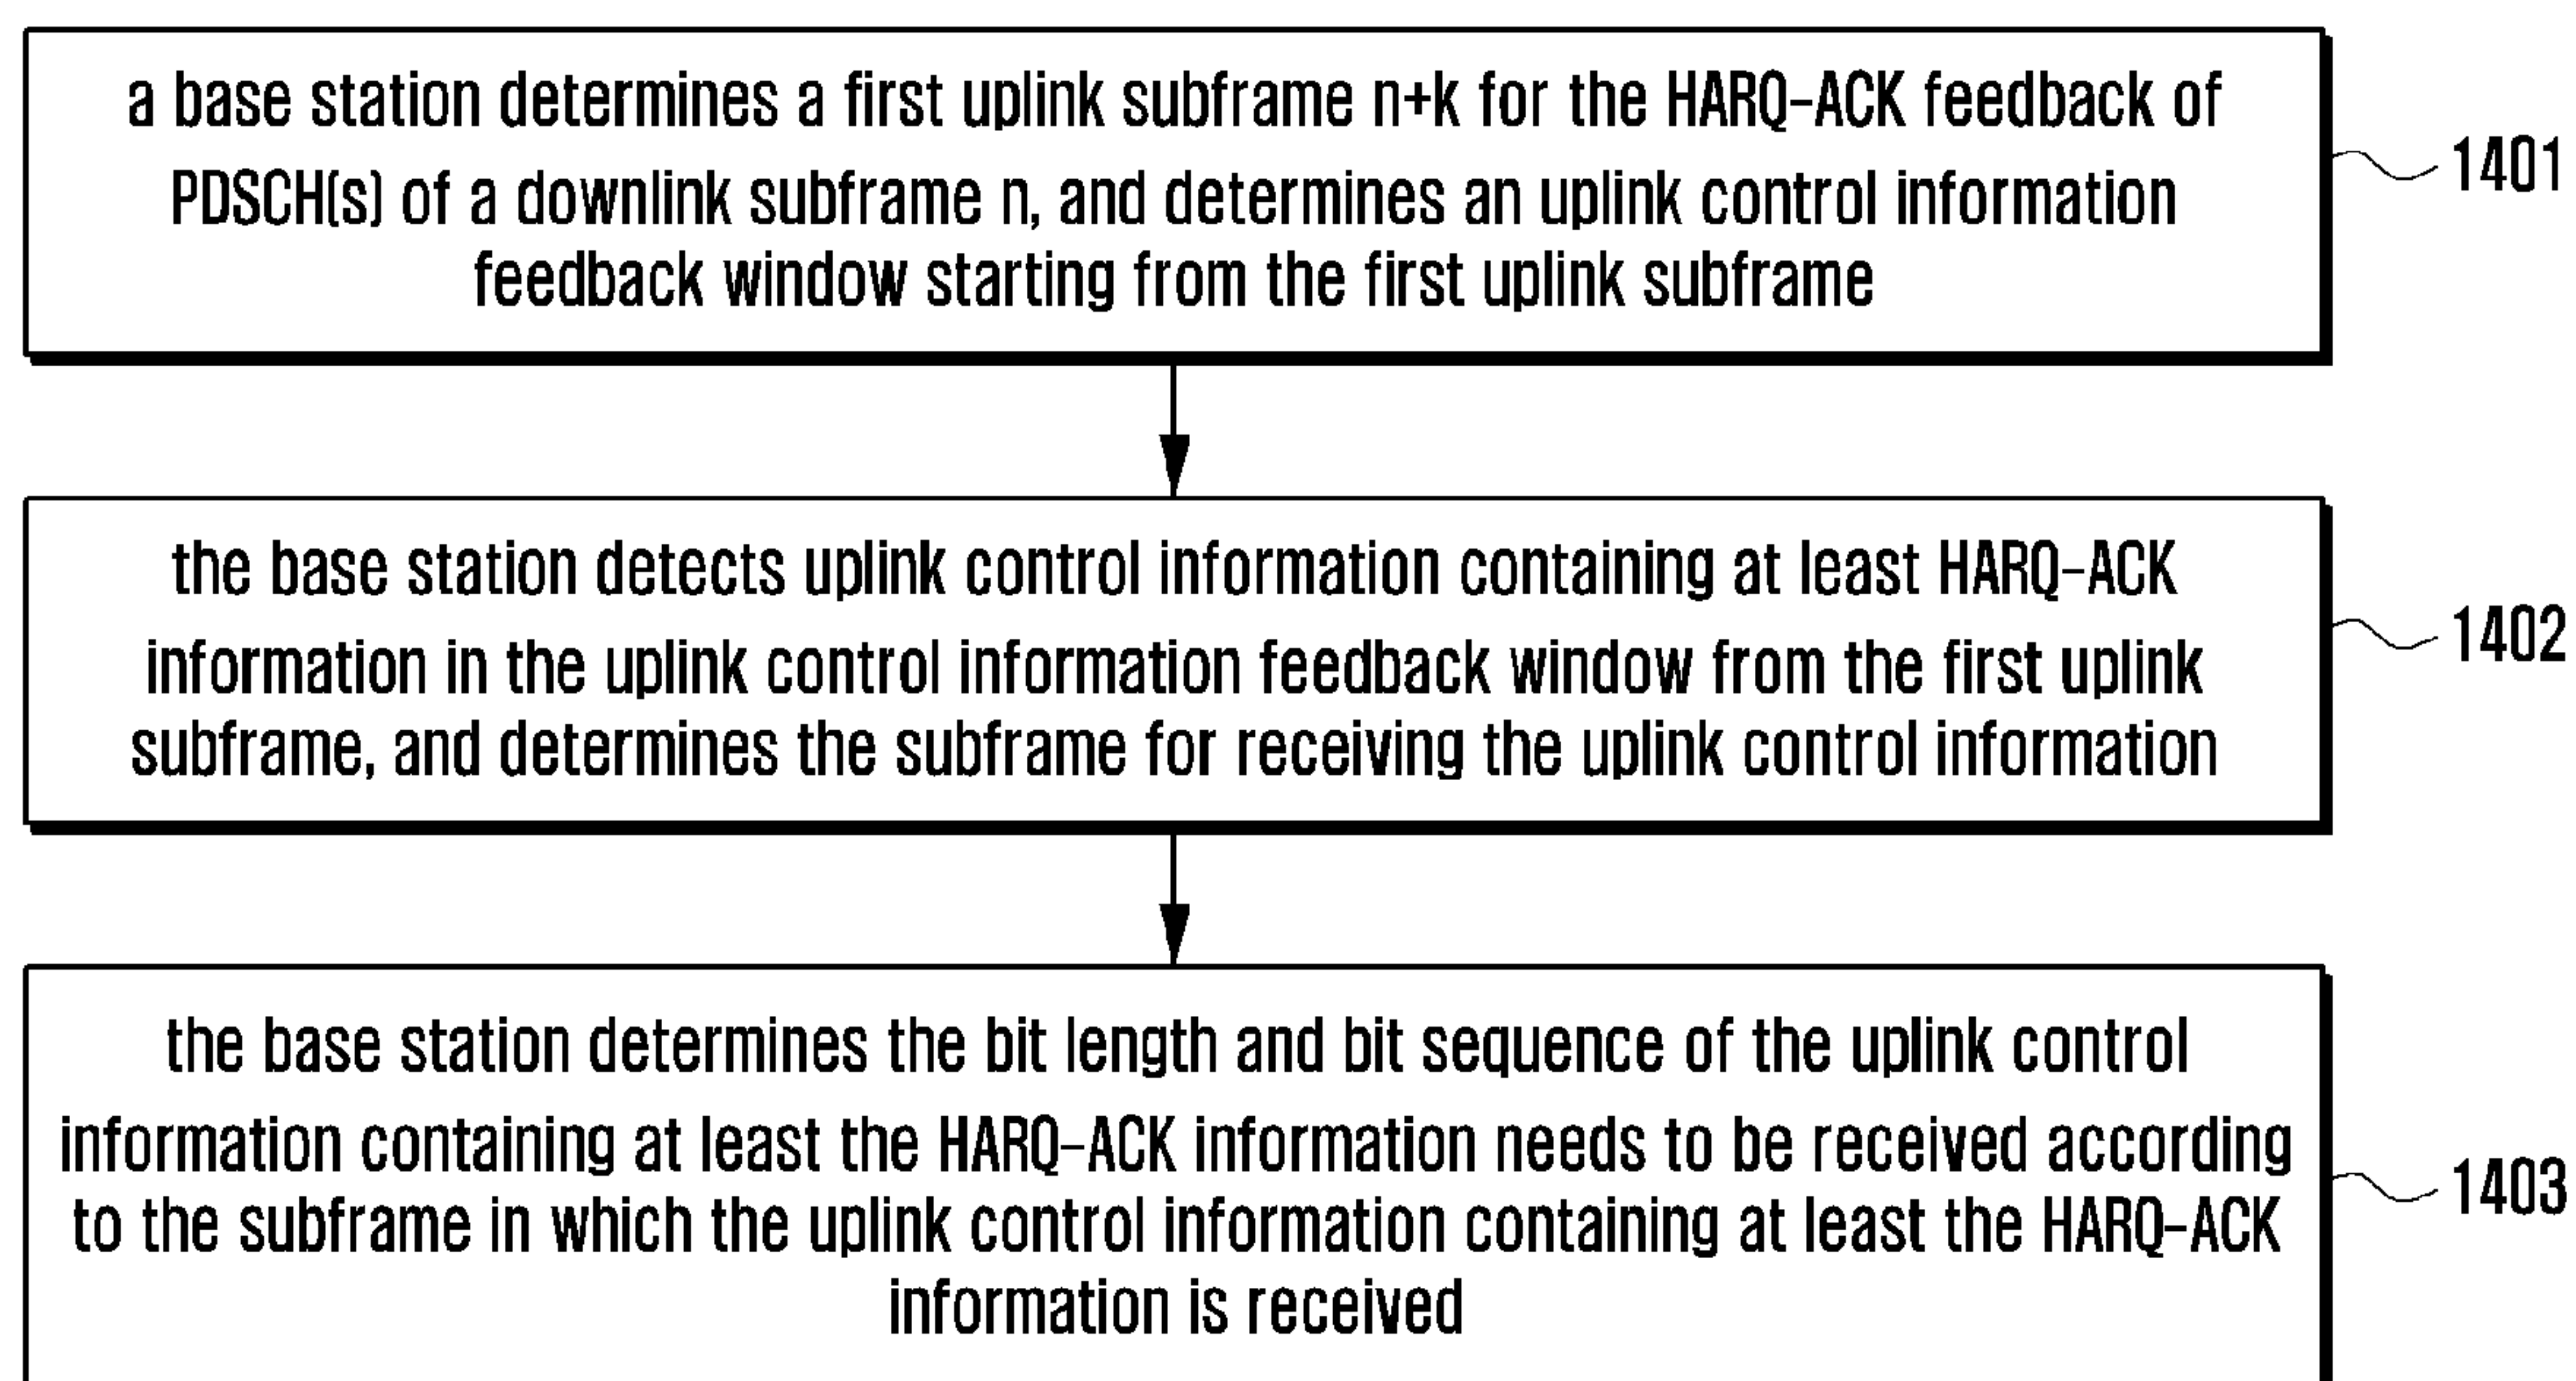 a base station determines a first uplink subframe n+k for the HARQ-ACK feedback of
PDSCH(s) of a downlink subframe n, and determines an uplink control information
feedback window starting from the first uplink subframe
1401
the base station detects uplink control information containing at least HARQ-ACK
information in the uplink control information feedback window from the first uplink
subframe, and determines the subframe for receiving the uplink control information
1402
the base station determines the bit length and bit sequence of the uplink control
information containing at least the HARQ-ACK information needs to be received according
to the subframe in which the uplink control information containing at least the HARQ-ACK
information is received
1403